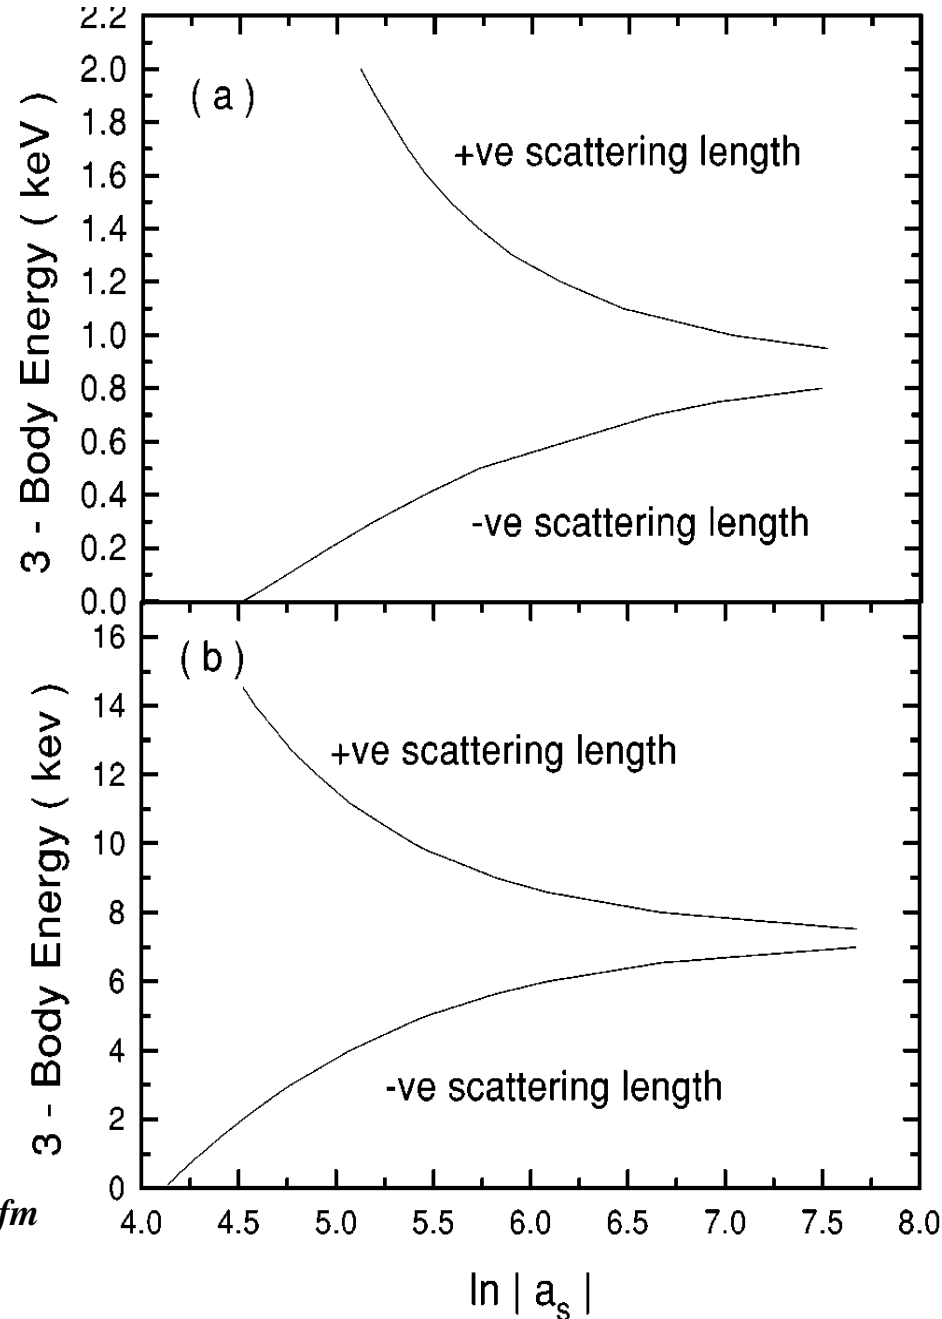 2.2
2.0
1.8
1.6
1.4
1.2
1.0
0.8
0.6
0.4
0.2
0.0
3 - Body Energy ( keV )
( a )
+ve scattering length
-ve scattering length
16
14
12
10
8
6
4
2
0
3 - Body Energy ( kev )
( b )
+ve scattering length
-ve scattering length
fm
4.0 4.5 5.0 5.5 6.0 6.5 7.0 7.5 8.0
ln | a_s |